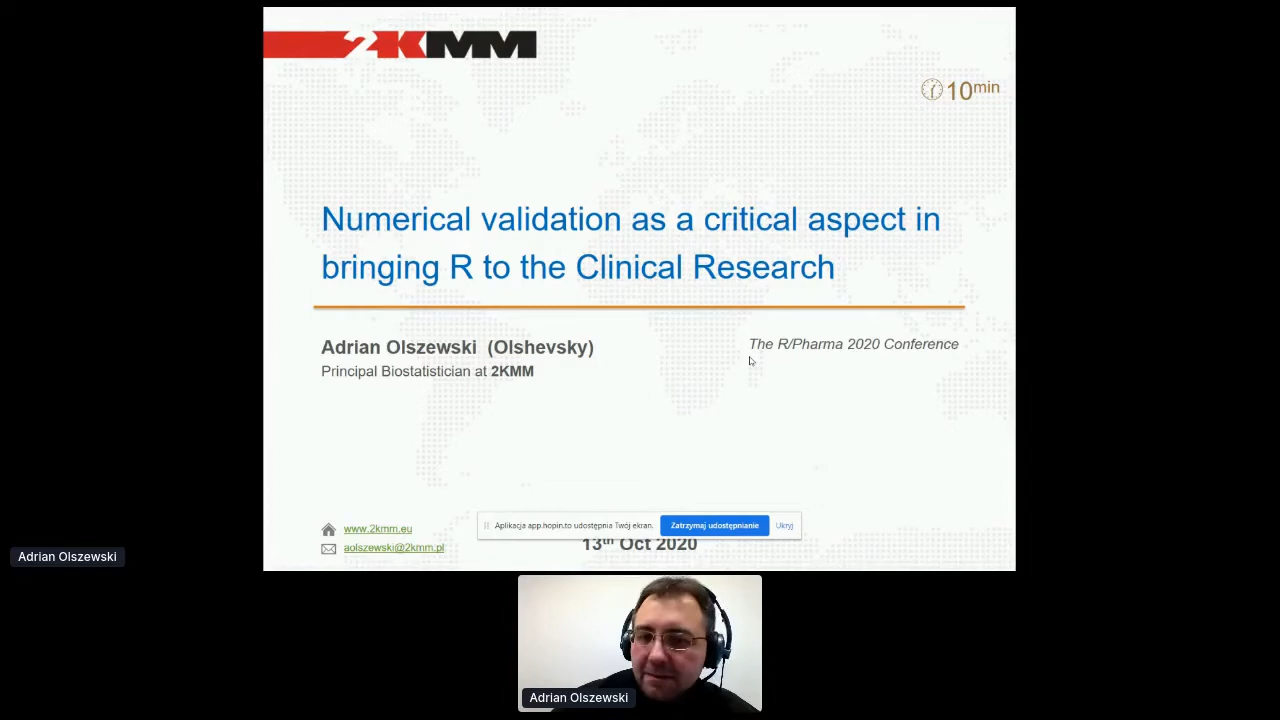 2KMM
10min
Numerical validation as a critical aspect in
bringing R to the Clinical Research
Adrian Olszewski (Olshevsky)
The R/Pharma 2020 Conference
Principal Biostatistician at 2KMM
www.2kmm.eu
aolszewski@2kmm.pl
Aplikacja app.hopin.to udostępnia Twój ekran.
Zatrzymaj udostępnianie
Ukryj
13th Oct 2020
Adrian Olszewski
Adrian Olszewski